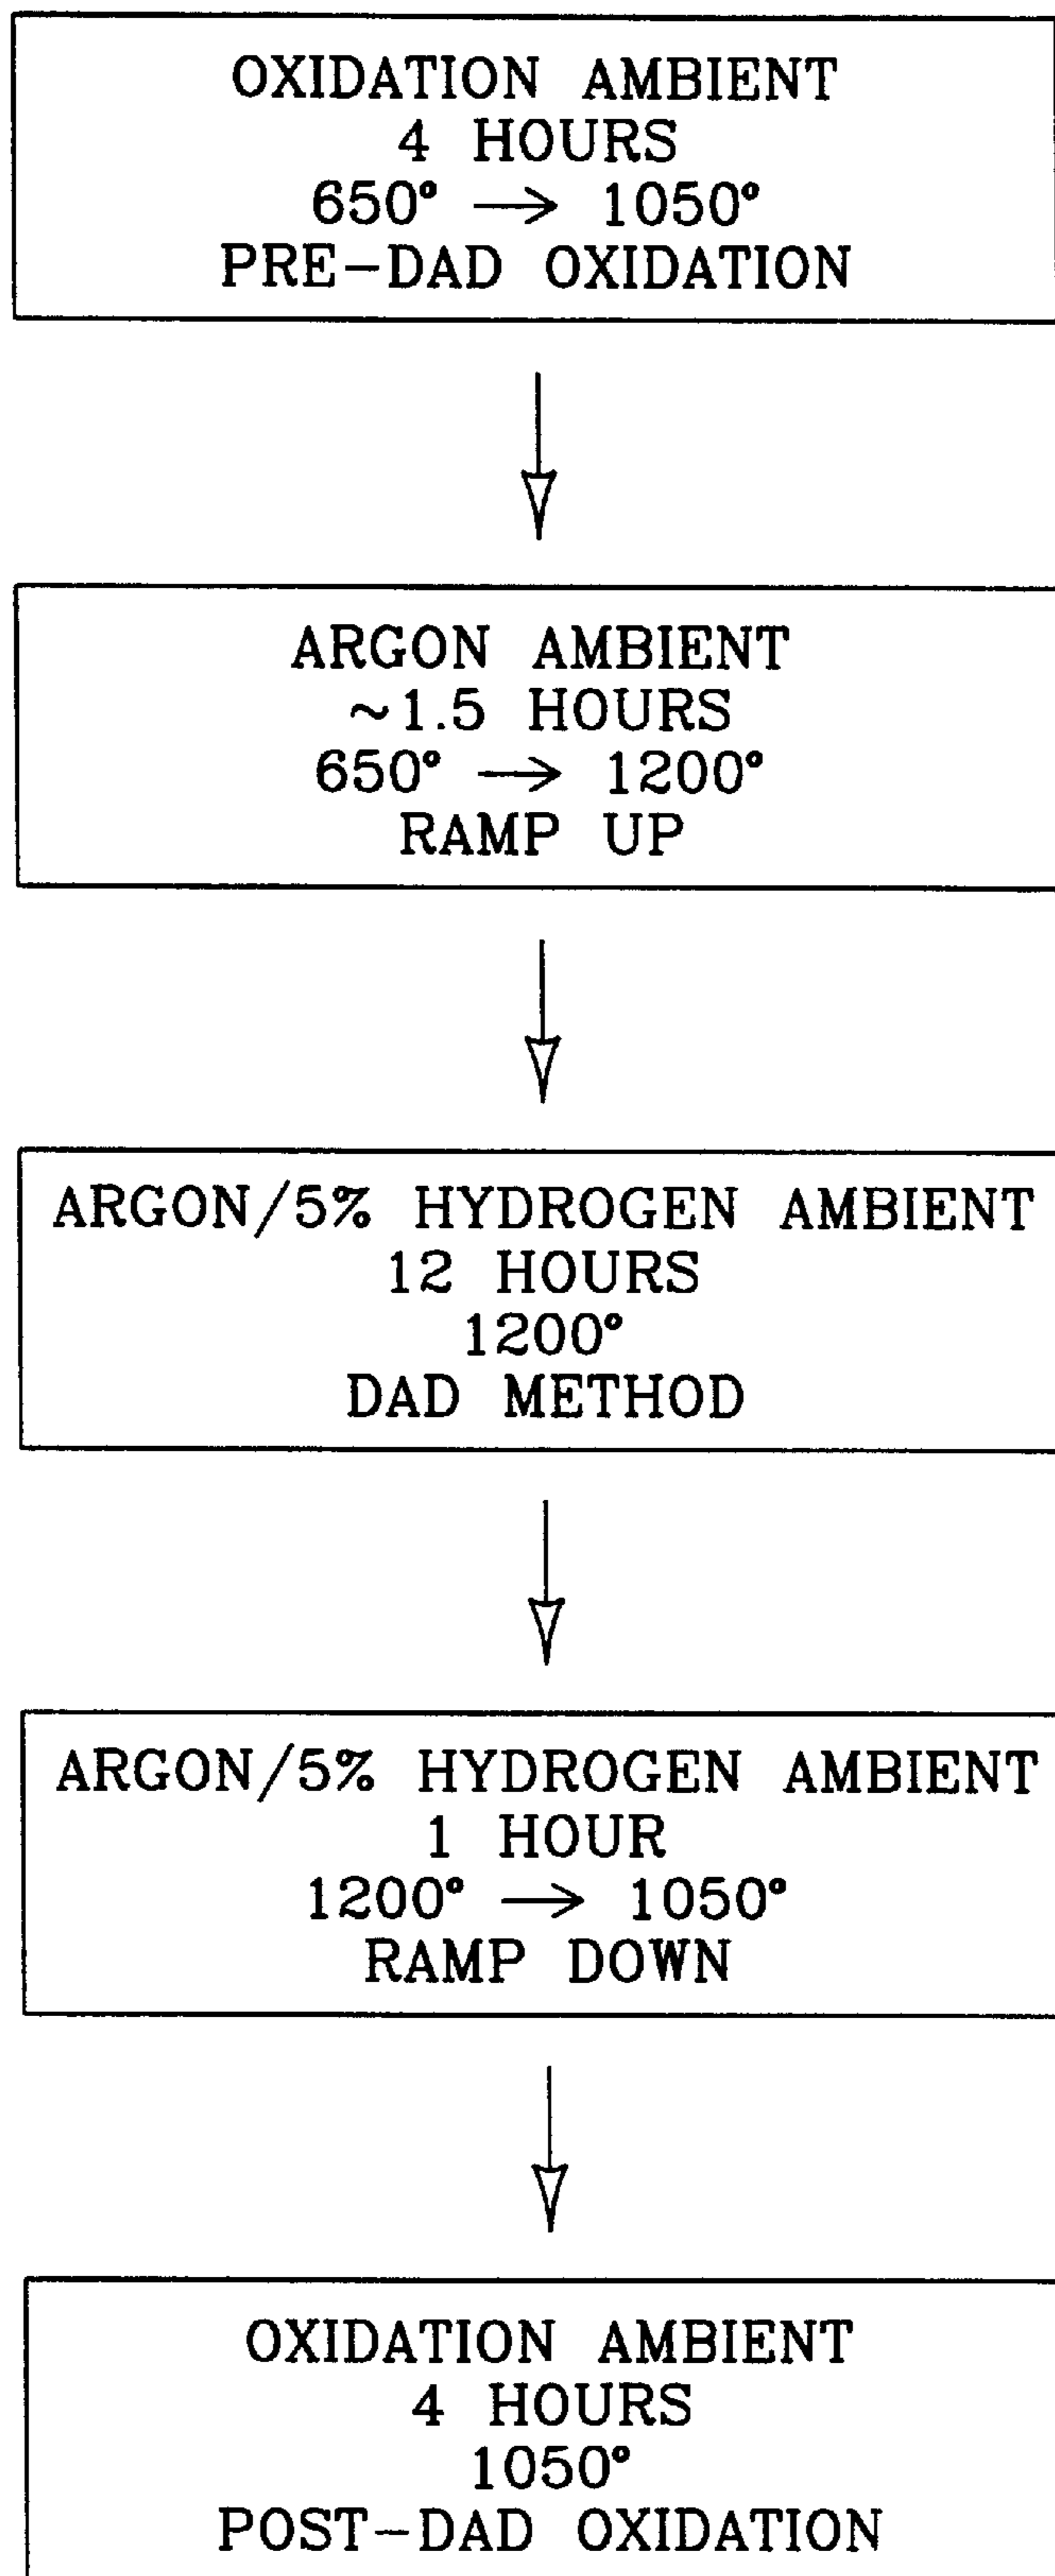 OXIDATION AMBIENT
4 HOURS
650° → 1050°
PRE-DAD OXIDATION
ARGON AMBIENT
~1.5 HOURS
650° → 1200°
RAMP UP
ARGON/5% HYDROGEN AMBIENT
12 HOURS
1200°
DAD METHOD
ARGON/5% HYDROGEN AMBIENT
1 HOUR
1200° → 1050°
RAMP DOWN
OXIDATION AMBIENT
4 HOURS
1050°
POST-DAD OXIDATION